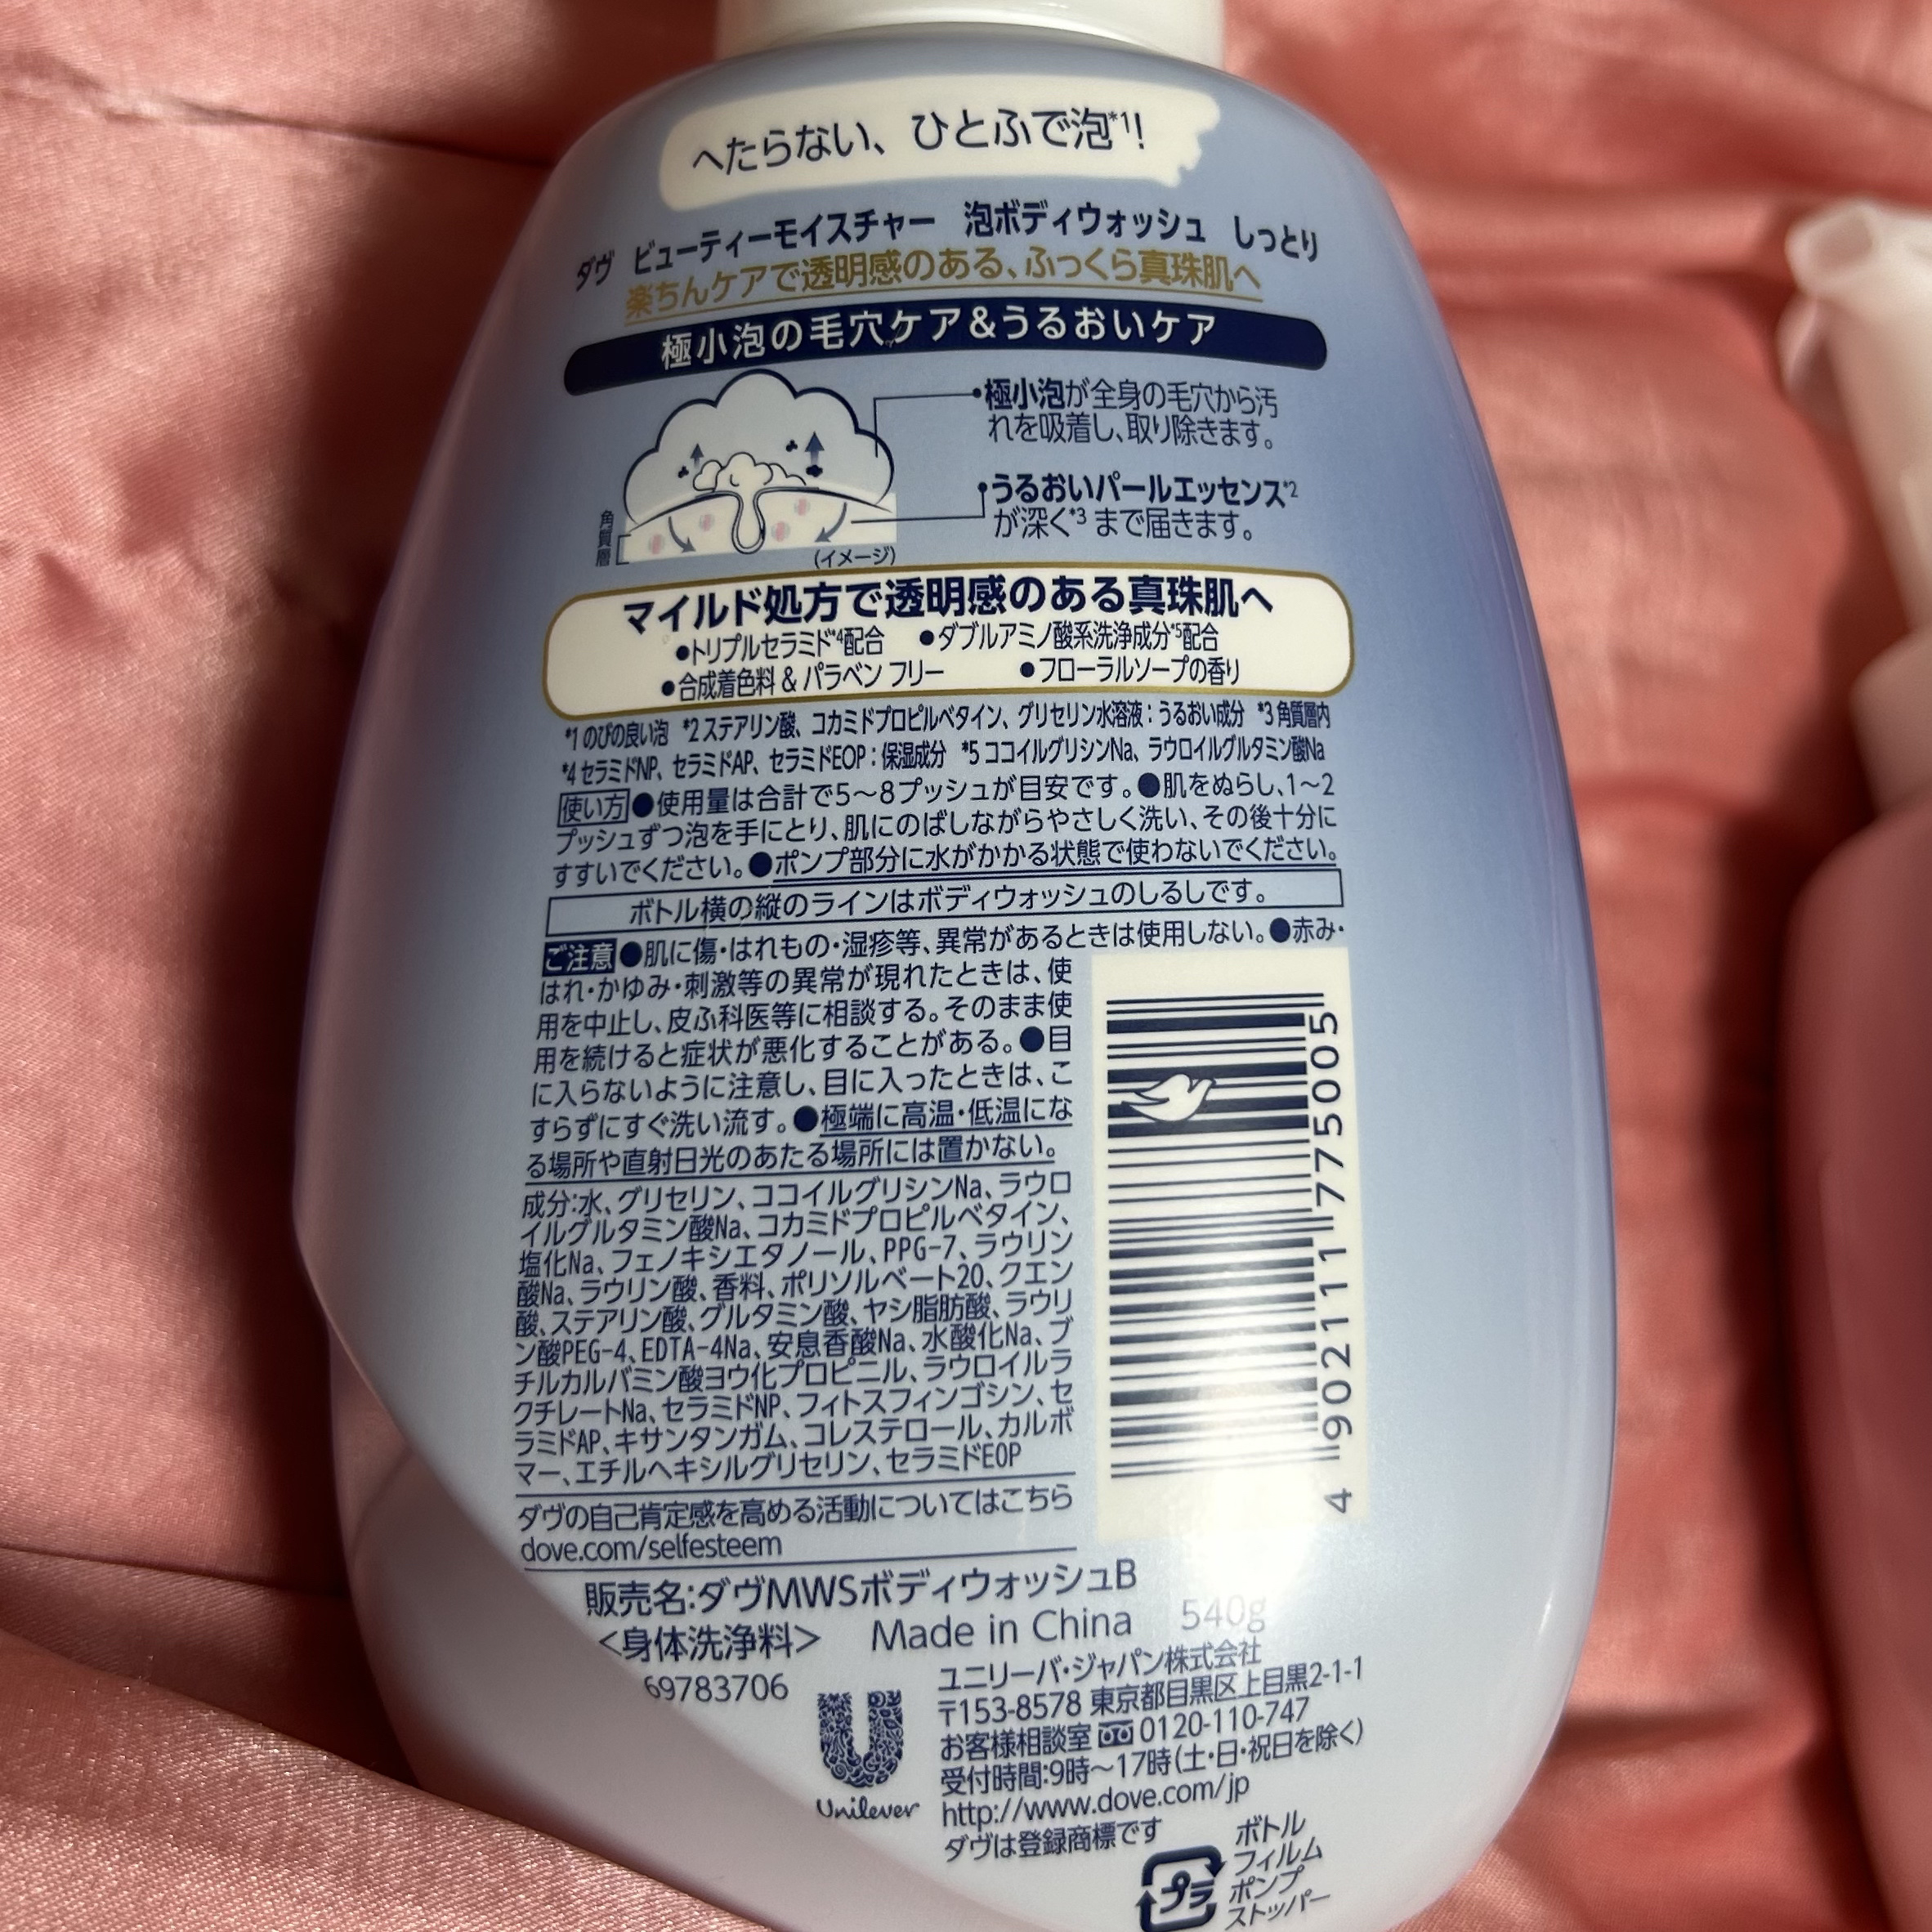 へたらない、ひとふで泡*1!
ダヴ ビューティーモイスチャー 泡ボディウォッシュ しっとり
楽ちんケアで透明感のある、ふっくら真珠肌へ
極小泡の毛穴ケア&うるおいケア
極小泡が全身の毛穴から汚
れを吸着し、取り除きます。
うるおいパールエッセンス*2
が深く*3 まで届きます。
角質層
(イメージ)
マイルド処方で透明感のある真珠肌へ
●トリプルセラミド*4配合 ●ダブルアミノ酸系洗浄成分*5配合
●合成着色料 & パラベン フリー ●フローラルソープの香り
*1 のびの良い泡 *2 ステアリン酸、コカミドプロピルベタイン、グリセリン水溶液：うるおい成分 *3 角質層内
*4 セラミドNP、セラミドAP、セラミドEOP：保湿成分 *5 ココイルグリシンNa、ラウロイルグルタミン酸Na
使い方 ●使用量は合計で5～8プッシュが目安です。●肌をぬらし、1～2
プッシュずつ泡を手にとり、肌にのばしながらやさしく洗い、その後十分に
すすいでください。●ポンプ部分に水がかかる状態で使わないでください。
ボトル横の縦のラインはボディウォッシュのしるしです。
ご注意 ●肌に傷・はれもの・湿疹等、異常があるときは使用しない。●赤み・
はれ・かゆみ・刺激等の異常が現れたときは、使
用を中止し、皮ふ科医等に相談する。そのまま使
用を続けると症状が悪化することがある。●目
に入らないように注意し、目に入ったときは、こ
すらずにすぐ洗い流す。●極端に高温・低温にな
る場所や直射日光のあたる場所には置かない。
成分：水、グリセリン、ココイルグリシンNa、ラウロ
イルグルタミン酸Na、コカミドプロピルベタイン、
塩化Na、フェノキシエタノール、PPG-7、ラウリン
酸Na、ラウリン酸、香料、ポリソルベート20、クエン
酸、ステアリン酸、グルタミン酸、ヤシ脂肪酸、ラウリ
ン酸PEG-4、EDTA-4Na、安息香酸Na、水酸化Na、ブ
チルカルバミン酸ヨウ化プロピニル、ラウロイルラ
クチレートNa、セラミドNP、フィトスフィンゴシン、セ
ラミドAP、キサンタンガム、コレステロール、カルボ
マー、エチルヘキシルグリセリン、セラミドEOP
4 902111 775005
ダヴの自己肯定感を高める活動についてはこちら
dove.com/selfesteem
販売名：ダヴMWSボディウォッシュB
<身体洗浄料> Made in China 540g
69783706
Unilever
ユニリーバ・ジャパン株式会社
〒153-8578 東京都目黒区上目黒2-1-1
お客様相談室 0120-110-747
受付時間：9時～17時(土・日・祝日を除く)
http://www.dove.com/jp
ダヴは登録商標です
プラ
ボトル
フィルム
ポンプ
ストッパー